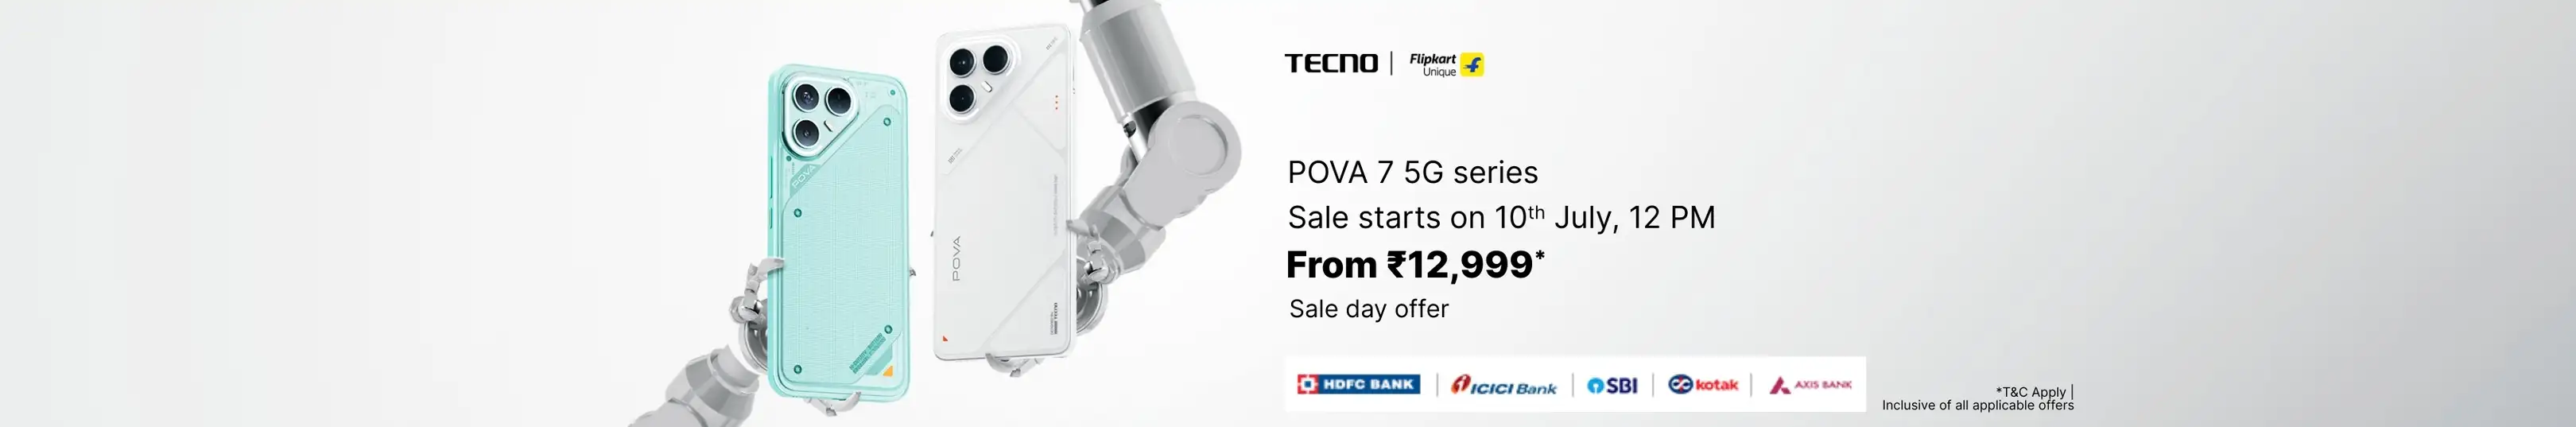 TECNO | Flipkart Unique
POVA 7 5G series
Sale starts on 10th July, 12 PM
From ₹12,999*
Sale day offer
HDFC BANK | ICICI Bank | SBI | kotak | AXIS BANK
*T&C Apply |
Inclusive of all applicable offers
POVA
POVA